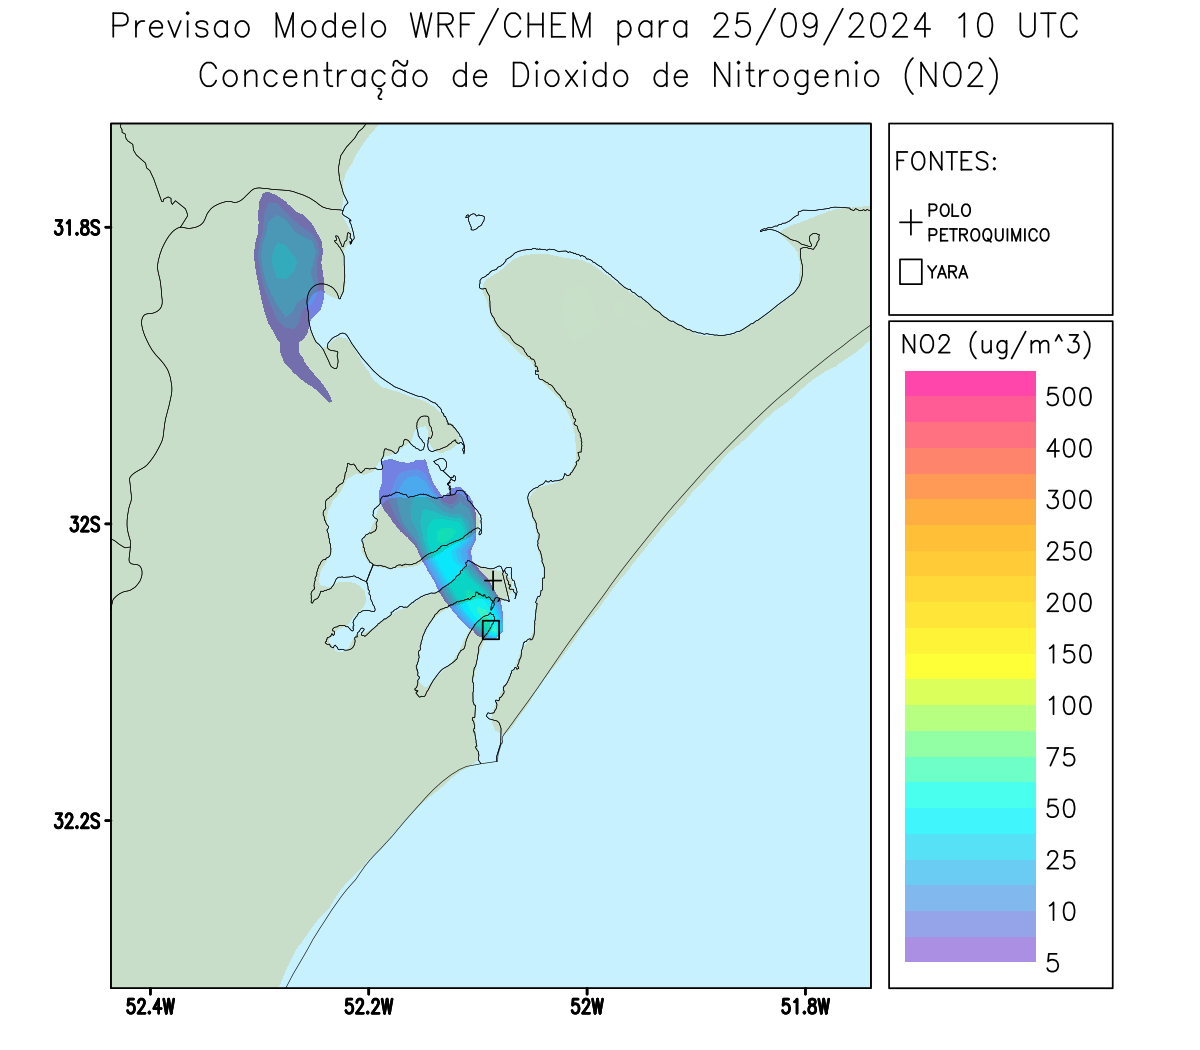 Previsao Modelo WRF/CHEM para 25/09/2024 10 UTC
Concentração de Dioxido de Nitrogenio (NO2)
FONTES:
POLO
PETROQUIMICO
YARA
NO2 (ug/m^3)
500
400
300
250
200
150
100
75
50
25
10
5
31.8S
32S
32.2S
52.4W
52.2W
52W
51.8W